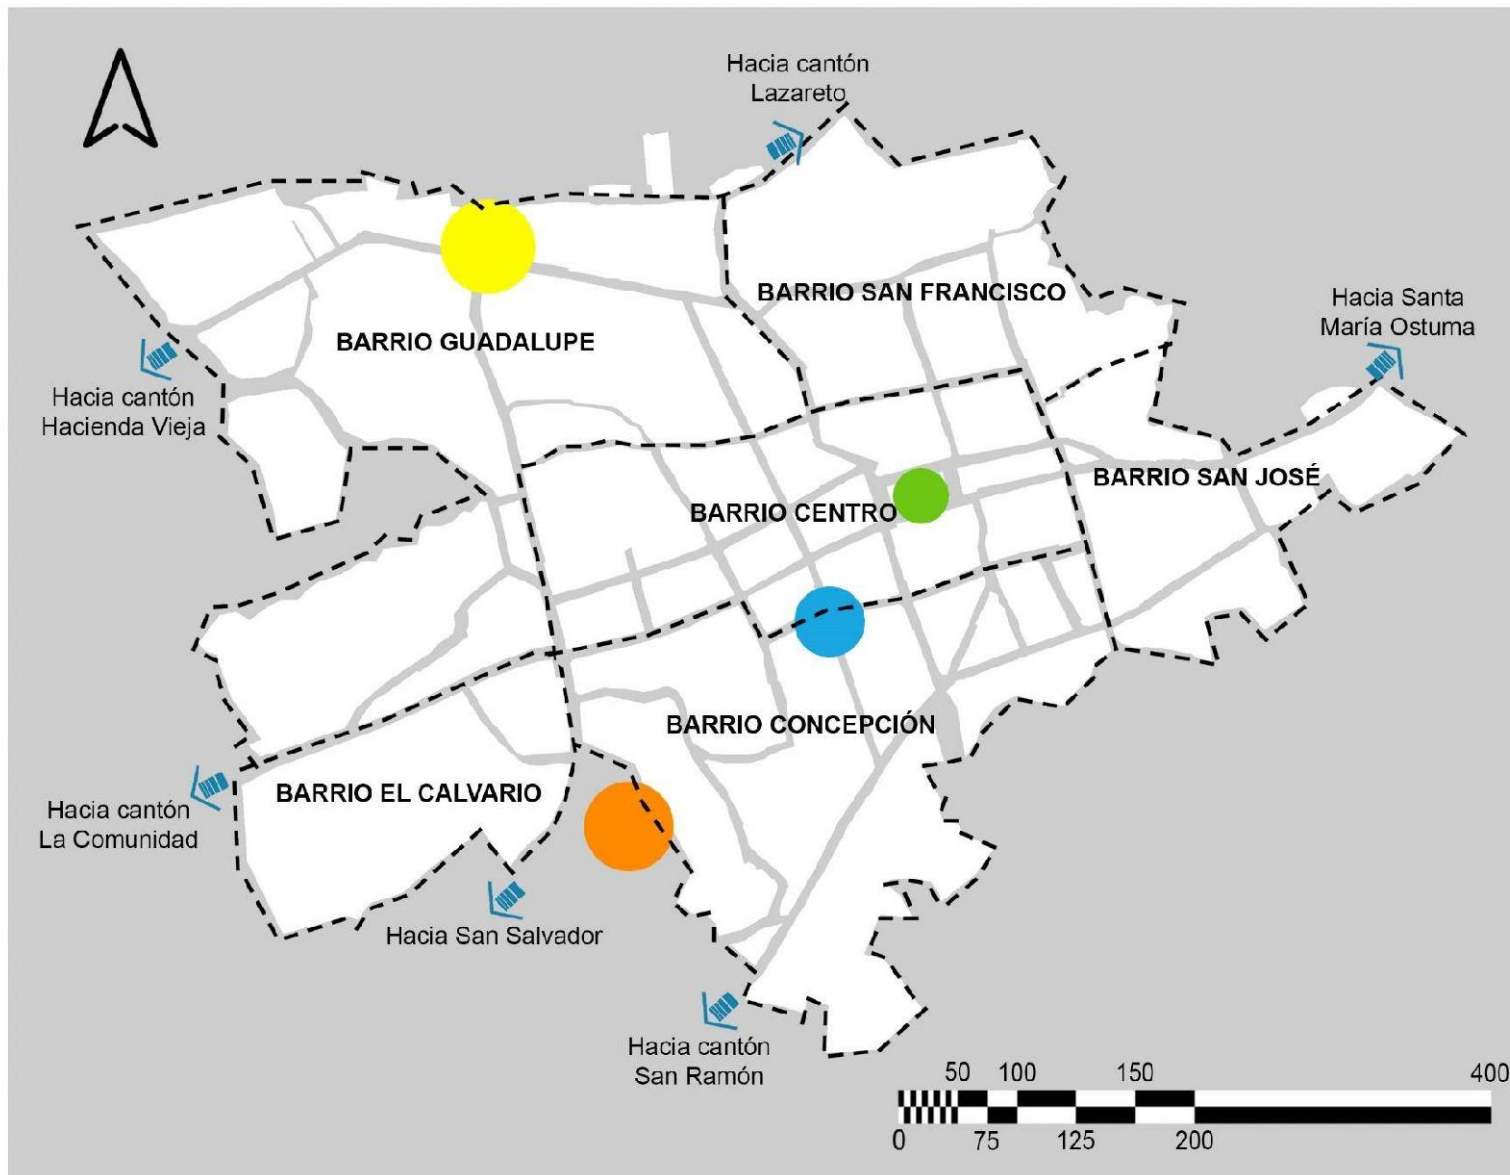 Hacia cantón
Lazareto
BARRIO SAN FRANCISCO
Hacia Santa
María Ostuma
BARRIO GUADALUPE
Hacia cantón
Hacienda Vieja
BARRIO SAN JOSÉ
BARRIO CENTRO
BARRIO CONCEPCIÓN
BARRIO EL CALVARIO
Hacia cantón
La Comunidad
Hacia San Salvador
Hacia cantón
San Ramón
50 100 150 400
0 75 125 200